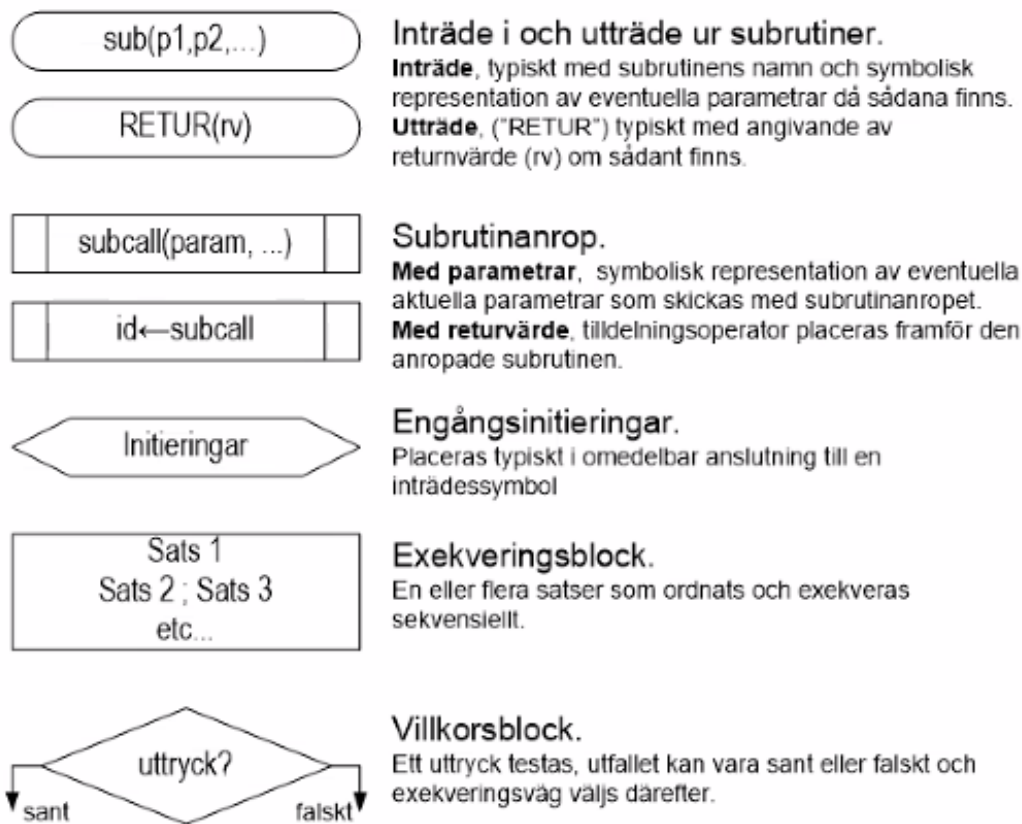 sub(p1,p2,...)
Inträde i och utträde ur subrutiner.
Inträde, typiskt med subrutinens namn och symbolisk
representation av eventuella parametrar då sådana finns.
RETUR(rv)
Utträde, ("RETUR") typiskt med angivande av
returnvärde (rv) om sådant finns.
subcall(param, ...)
Subrutinanrop.
Med parametrar, symbolisk representation av eventuella
aktuella parametrar som skickas med subrutinanropet.
id←subcall
Med returvärde, tilldelningsoperator placeras framför den
anropade subrutinen.
Initieringar
Engångsinitieringar.
Placeras typiskt i omedelbar anslutning till en
inträdessymbol
Sats 1
Sats 2 ; Sats 3
etc...
Exekveringsblock.
En eller flera satser som ordnats och exekveras
sekvensiellt.
uttryck?
sant
falskt
Villkorsblock.
Ett uttryck testas, utfallet kan vara sant eller falskt och
exekveringsväg väljs därefter.